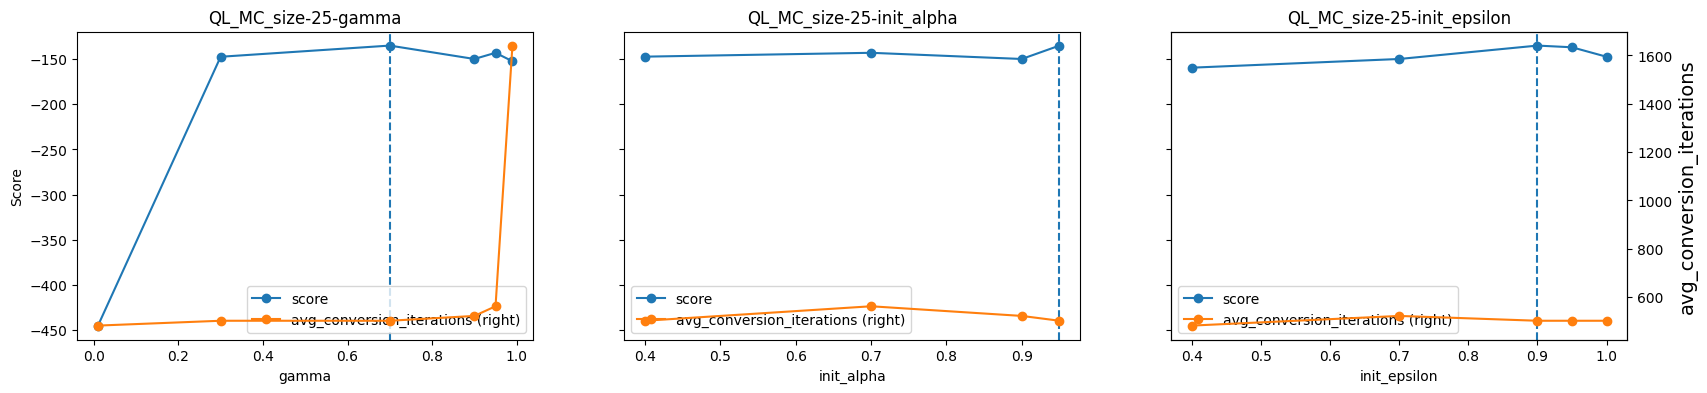 QL_MC_size-25-gamma
Score
−150
−200
−250
−300
−350
−400
−450
score
avg_conversion_iterations (right)
0.0 0.2 0.4 0.6 0.8 1.0
gamma
QL_MC_size-25-init_alpha
score
avg_conversion_iterations (right)
0.4 0.5 0.6 0.7 0.8 0.9
init_alpha
QL_MC_size-25-init_epsilon
score
avg_conversion_iterations (right)
0.4 0.5 0.6 0.7 0.8 0.9 1.0
init_epsilon
1600
1400
1200
1000
800
600
avg_conversion_iterations